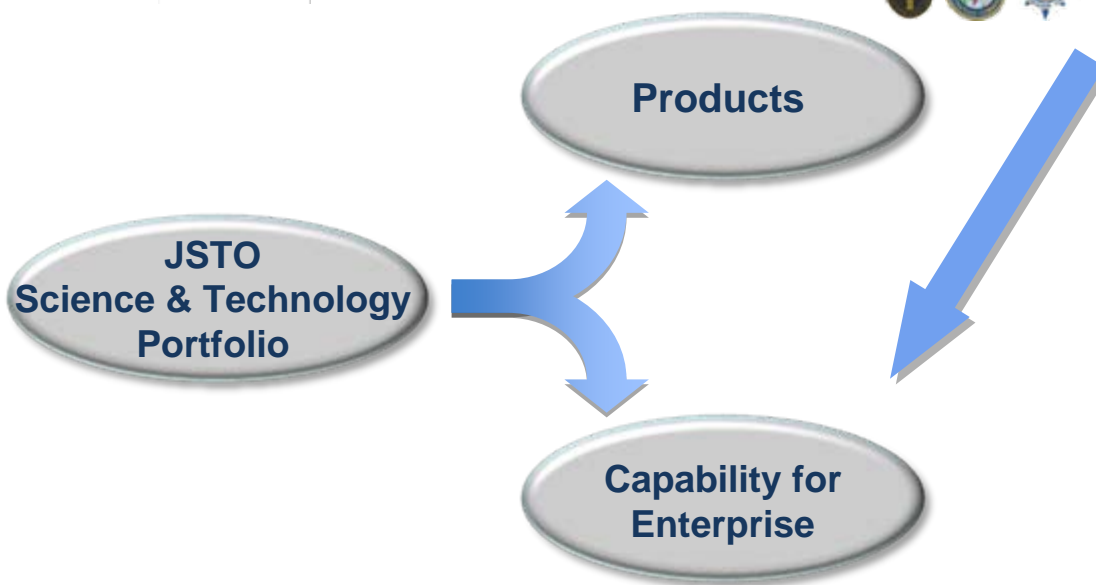 Products
JSTO
Science & Technology
Portfolio
Capability for
Enterprise